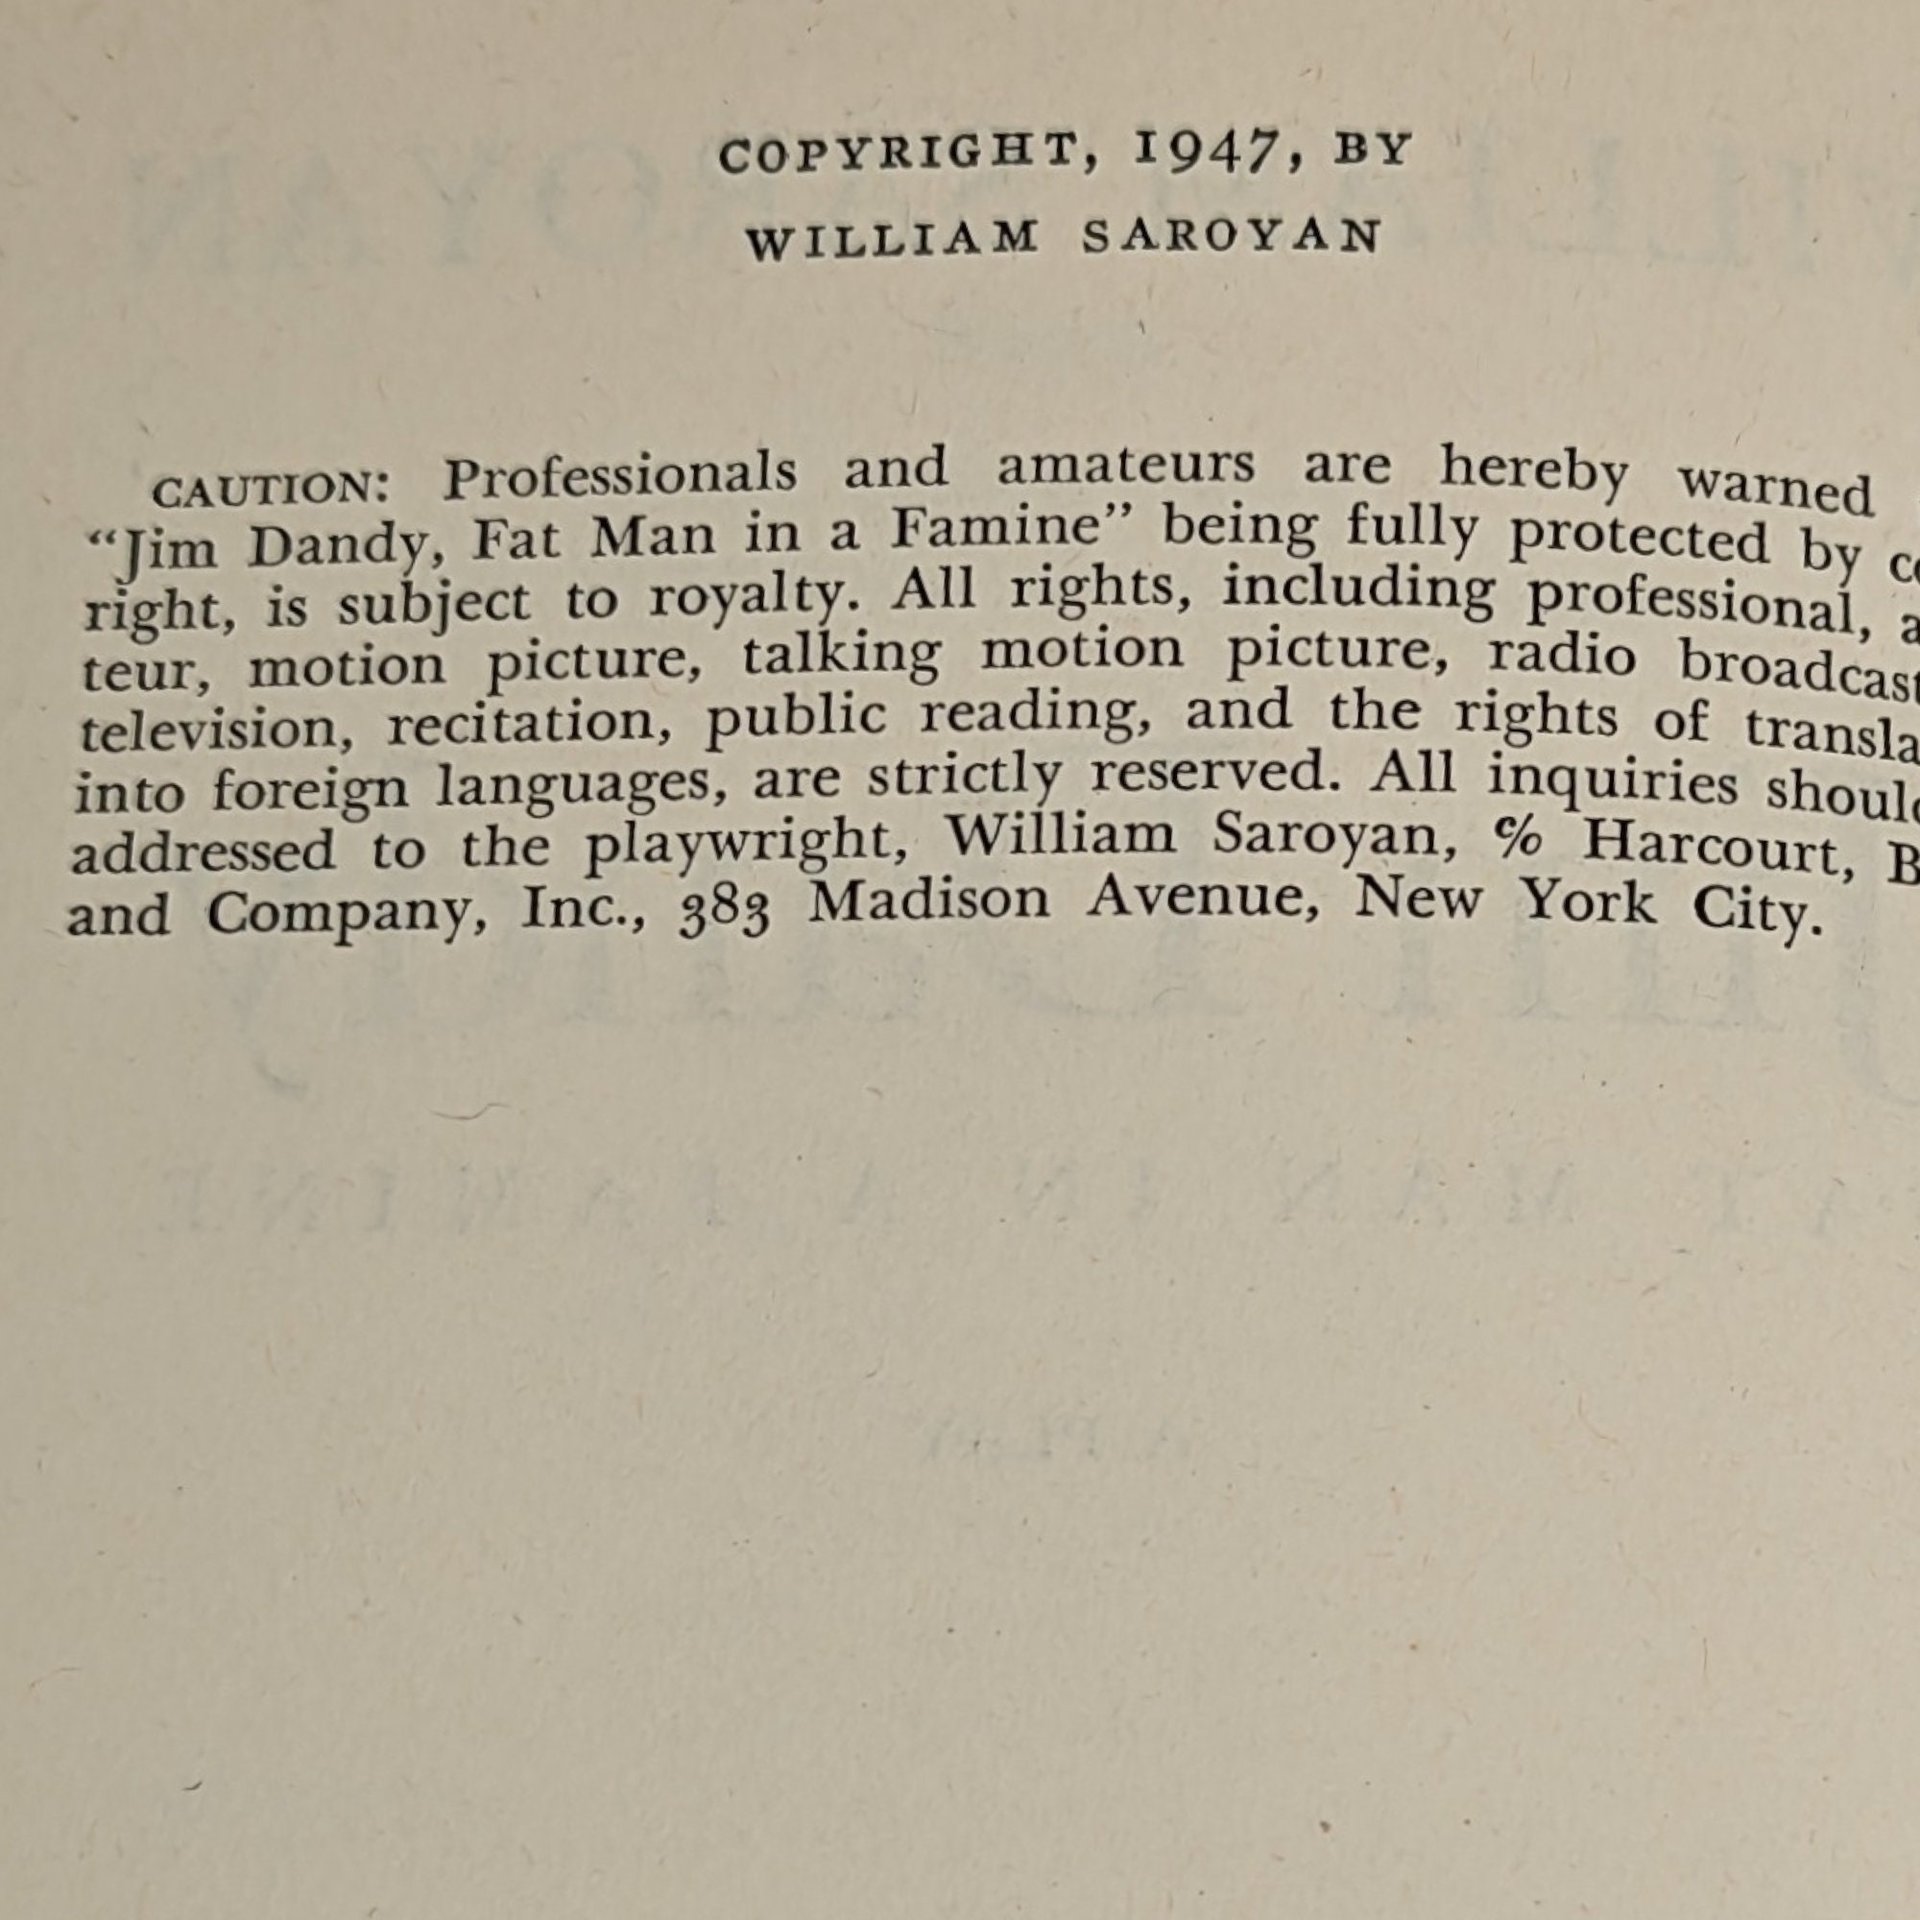 COPYRIGHT, 1947, BY
WILLIAM SAROYAN
CAUTION: Professionals and amateurs are hereby warned
"Jim Dandy, Fat Man in a Famine" being fully protected by
right, is subject to royalty. All rights, including professional,
teur, motion picture, talking motion picture, radio broadcast
television, recitation, public reading, and the rights of transla
into foreign languages, are strictly reserved. All inquiries should
addressed to the playwright, William Saroyan, ℅ Harcourt, B
and Company, Inc., 383 Madison Avenue, New York City.